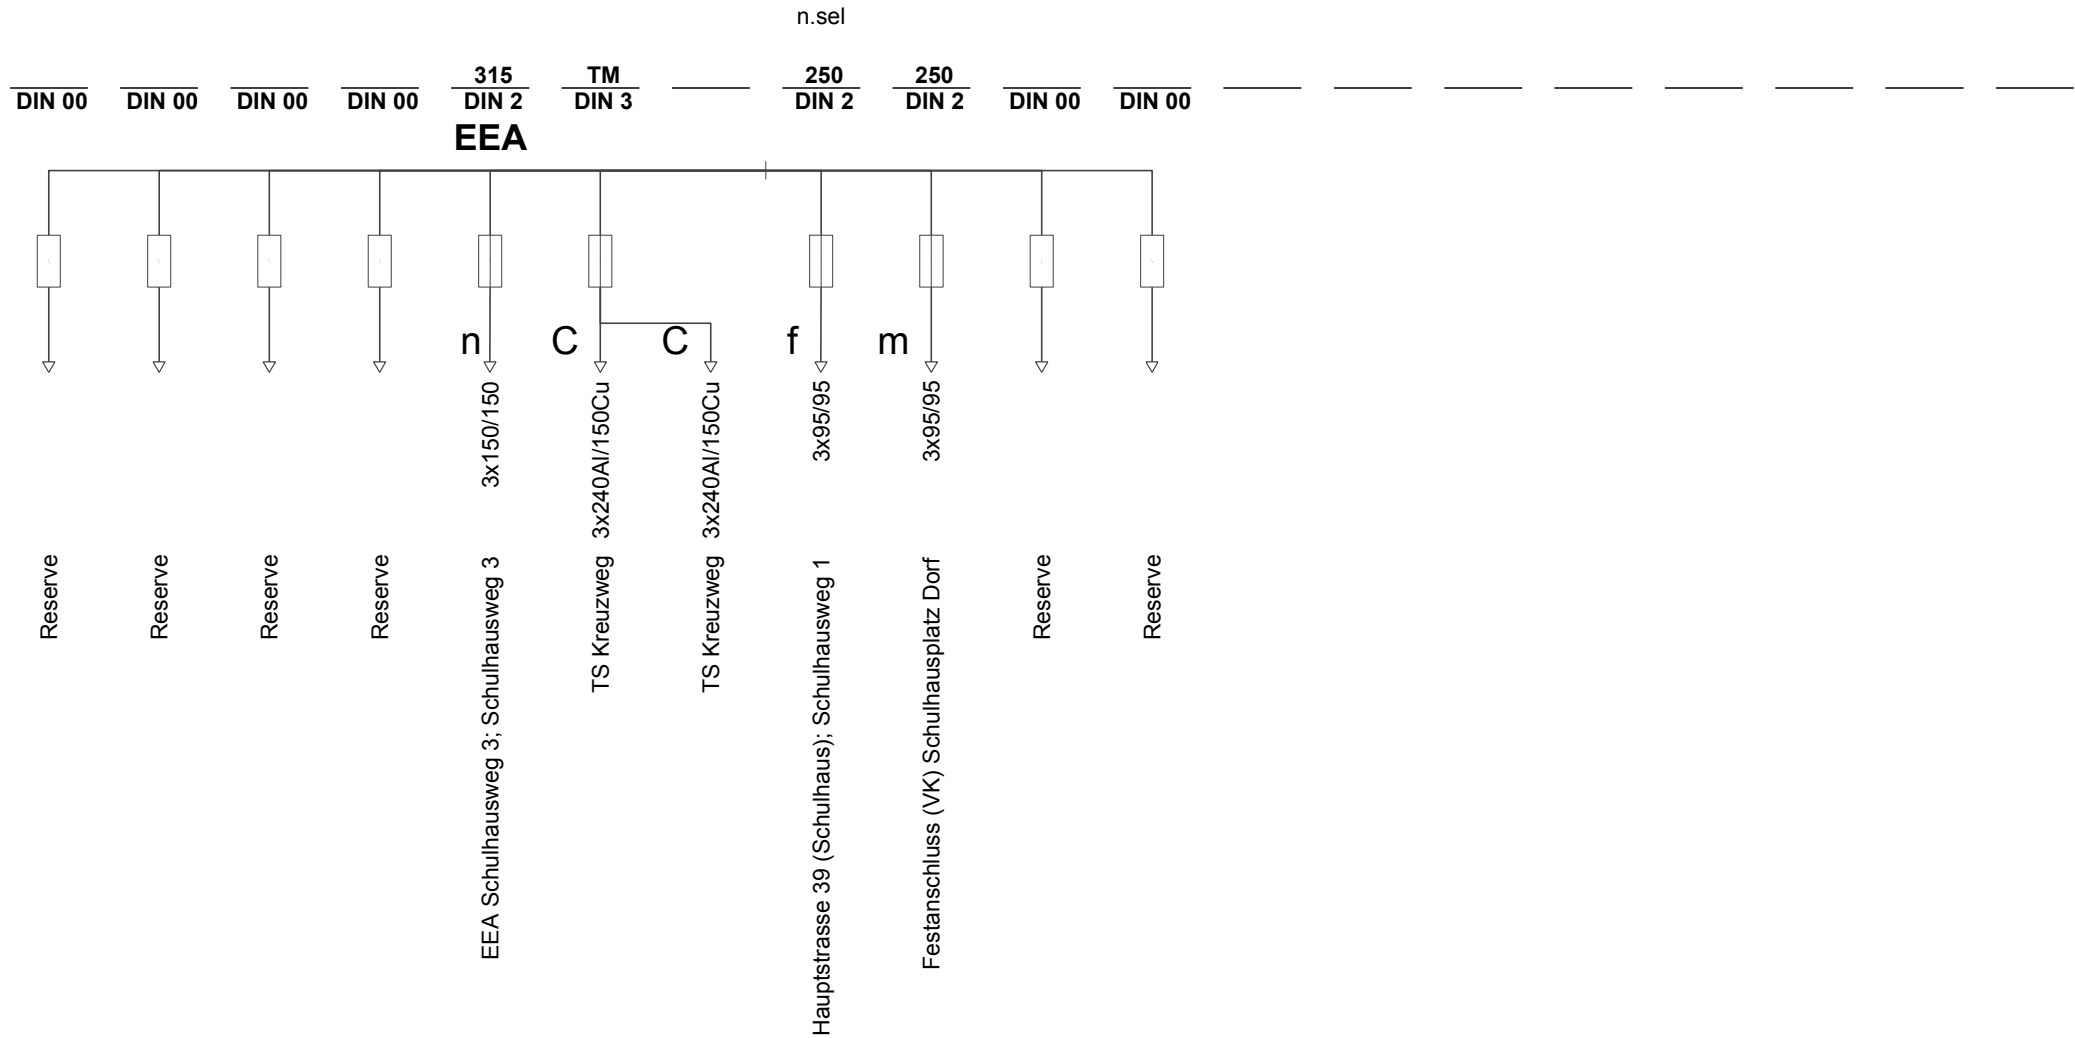 n.sel
315 TM 250 250
DIN 00 DIN 00 DIN 00 DIN 00 DIN 2 DIN 3 DIN 2 DIN 2 DIN 00 DIN 00
EEA
n C C f m
3x150/150
3x240Al/150Cu
3x240Al/150Cu
3x95/95
3x95/95
Reserve
Reserve
Reserve
Reserve
EEA Schulhausweg 3; Schulhausweg 3
TS Kreuzweg
TS Kreuzweg
Hauptstrasse 39 (Schulhaus); Schulhausweg 1
Festanschluss (VK) Schulhausplatz Dorf
Reserve
Reserve